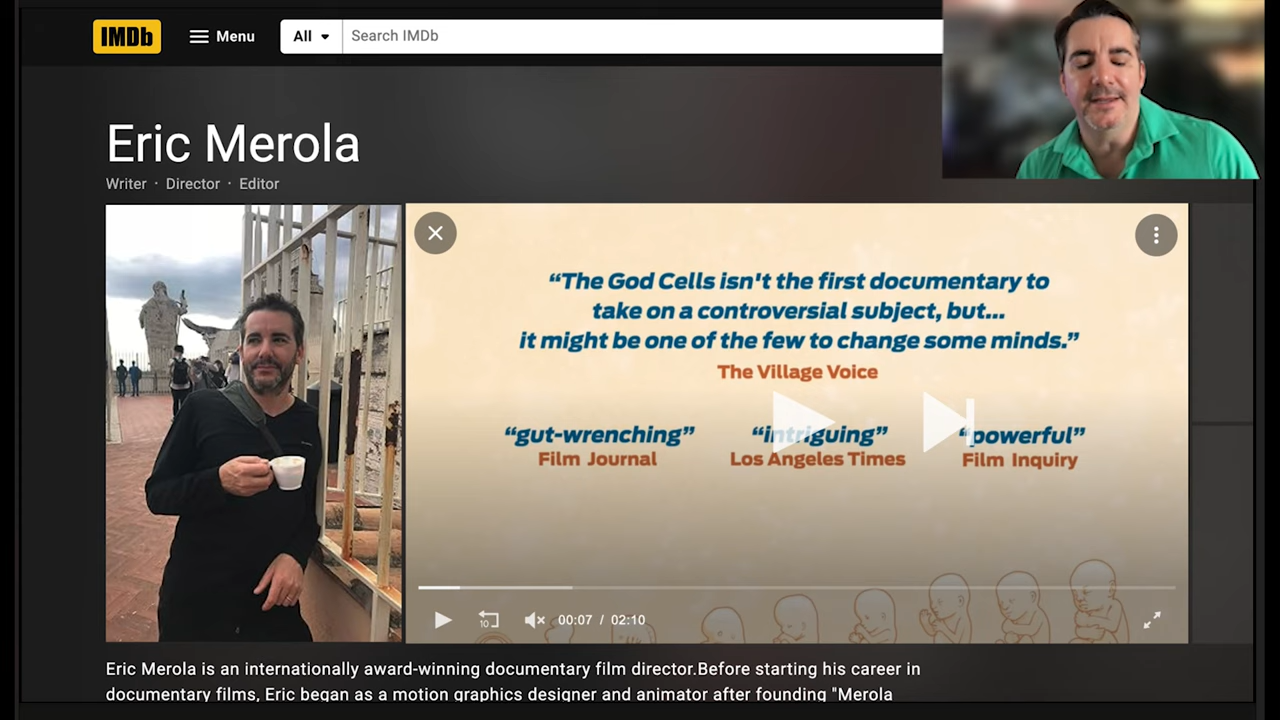 IMDb
Menu
All
Search IMDb
Eric Merola
Writer · Director · Editor
“The God Cells isn't the first documentary to
take on a controversial subject, but...
it might be one of the few to change some minds.”
The Village Voice
“gut-wrenching” “intriguing” “powerful”
Film Journal Los Angeles Times Film Inquiry
10
00:07 / 02:10
Eric Merola is an internationally award-winning documentary film director.Before starting his career in
documentary films, Eric began as a motion graphics designer and animator after founding "Merola